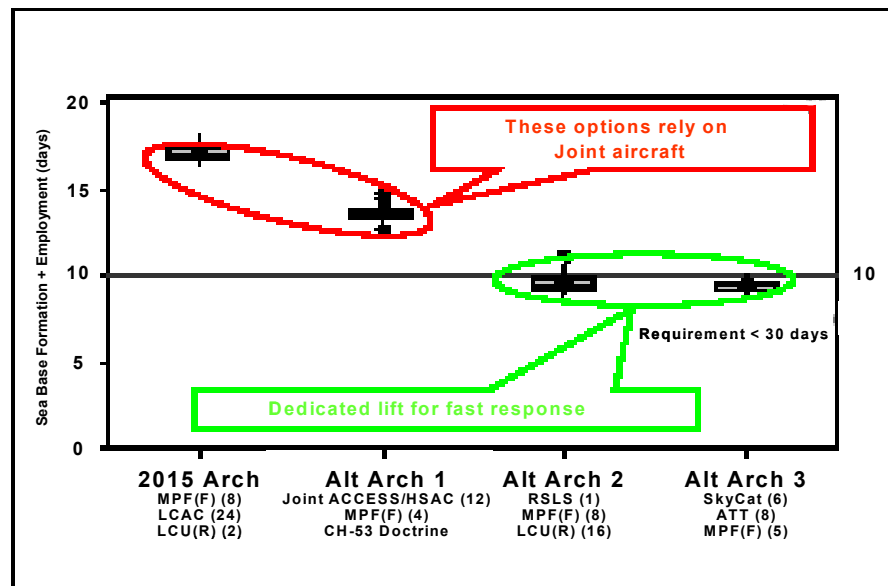 20
These options rely on
Joint aircraft
15
Sea Base Formation + Employment (days)
10
10
Requirement < 30 days
5
Dedicated lift for fast response
0
2015 Arch
MPF(F) (8)
LCAC (24)
LCU(R) (2)
Alt Arch 1
Joint ACCESS/HSAC (12)
MPF(F) (4)
CH-53 Doctrine
Alt Arch 2
RSLS (1)
MPF(F) (8)
LCU(R) (16)
Alt Arch 3
SkyCat (6)
ATT (8)
MPF(F) (5)